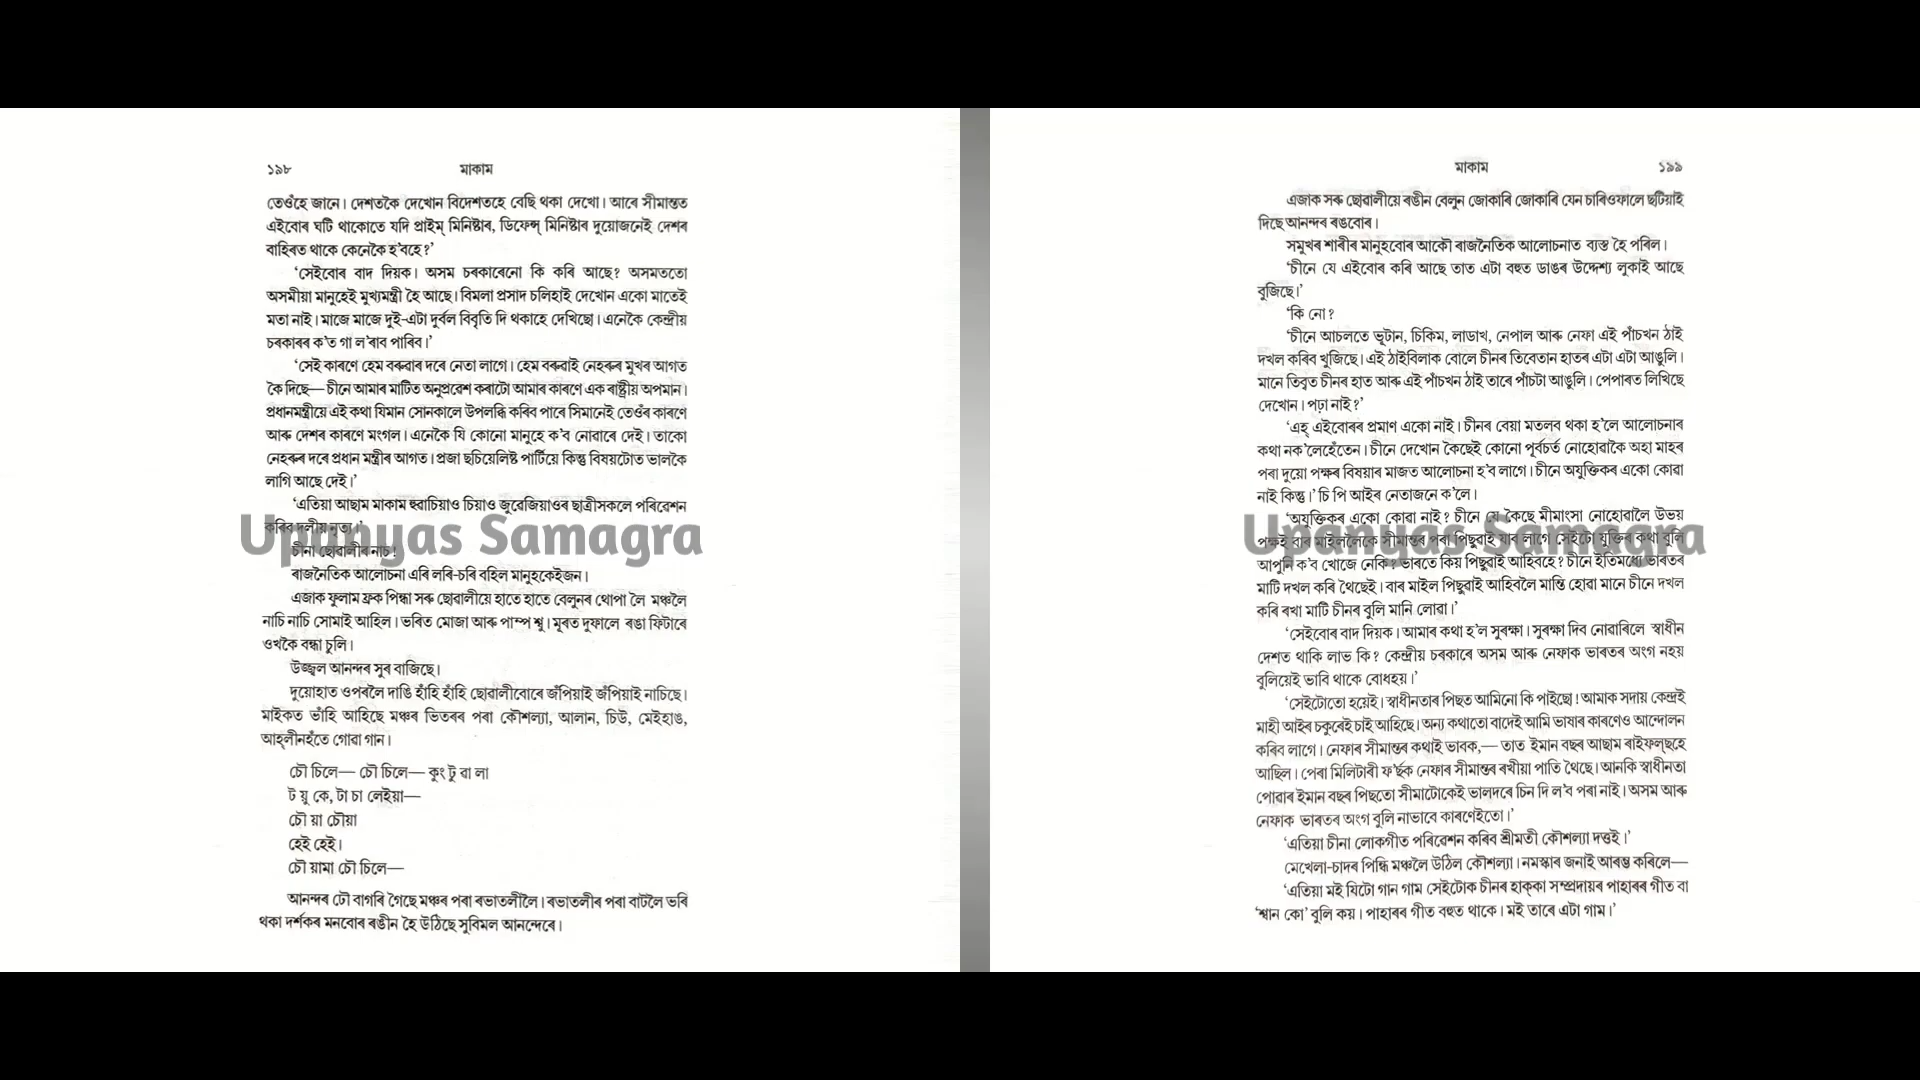 ১৯৮ মাকাম
তেওঁহে জানে। দেশতকৈ দেখোন বিদেশতহে বেছি থকা দেখো। আৰে সীমান্তত
এইবোৰ ঘটি থাকোতে যদি প্ৰাইম্ মিনিষ্টাৰ, ডিফেন্স্ মিনিষ্টাৰ দুয়োজনেই দেশৰ
বাহিৰত থাকে কেনেকৈ হ'বহে?'
'সেইবোৰ বাদ দিয়ক। অসম চৰকাৰেনো কি কৰি আছে? অসমততো
অসমীয়া মানুহেই মুখ্যমন্ত্ৰী হৈ আছে। বিমলা প্ৰসাদ চলিহাই দেখোন একো মাতেই
মতা নাই। মাজে মাজে দুই-এটা দুৰ্বল বিবৃতি দি থকাহে দেখিছো। এনেকৈ কেন্দ্ৰীয়
চৰকাৰৰ ক'ত গা ল'ৰাব পাৰিব।'
'সেই কাৰণে হেম বৰুৱাৰ দৰে নেতা লাগে। হেম বৰুৱাই নেহৰুৰ মুখৰ আগত
কৈ দিছে— চীনে আমাৰ মাটিত অনুপ্ৰৱেশ কৰাটো আমাৰ কাৰণে এক ৰাষ্ট্ৰীয় অপমান।
প্ৰধানমন্ত্ৰীয়ে এই কথা যিমান সোনকালে উপলব্ধি কৰিব পাৰে সিমানেই তেওঁৰ কাৰণে
আৰু দেশৰ কাৰণে মংগল। এনেকৈ যি কোনো মানুহে ক'ব নোৱাৰে দেই। তাকো
নেহৰুৰ দৰে প্ৰধান মন্ত্ৰীৰ আগত। প্ৰজা ছচিয়েলিষ্ট পাৰ্টিয়ে কিন্তু বিষয়টোত ভালকৈ
লাগি আছে দেই।'
'এতিয়া আছাম মাকাম হুৱাচিয়াও চিয়াও জুৱেজিয়াওৰ ছাত্ৰীসকলে পৰিৱেশন
কৰিব দলীয় নৃত্য।'
চীনা ছোৱালীৰ নাচ!
ৰাজনৈতিক আলোচনা এৰি লৰি-চৰি বহিল মানুহকেইজন।
এজাক ফুলাম ফ্ৰক পিন্ধা সৰু ছোৱালীয়ে হাতে হাতে বেলুনৰ থোপা লৈ মঞ্চলৈ
নাচি নাচি সোমাই আহিল। ভৰিত মোজা আৰু পাম্প শ্বু। মূৰত দুফালে ৰঙা ফিটাৰে
ওখকৈ বন্ধা চুলি।
উজ্জ্বল আনন্দৰ সুৰ বাজিছে।
দুয়োহাত ওপৰলৈ দাঙি হাঁহি হাঁহি ছোৱালীবোৰে জঁপিয়াই জঁপিয়াই নাচিছে।
মাইকত ভাঁহি আহিছে মঞ্চৰ ভিতৰৰ পৰা কৌশল্যা, আলান, চিউ, মেইহাঙ,
আহ্লীনহঁতে গোৱা গান।
চৌ চিলে— চৌ চিলে— কুং টু ৱা লা
ট য়ু কে, টা চা লেইয়া—
চৌ য়া চৌয়া
হেই হেই।
চৌ য়ামা চৌ চিলে—
আনন্দৰ ঢৌ বাগৰি গৈছে মঞ্চৰ পৰা ৰভাতলীলৈ। ৰভাতলীৰ পৰা বাটলৈ ভৰি
থকা দৰ্শকৰ মনবোৰ ৰঙীন হৈ উঠিছে সুবিমল আনন্দেৰে।
Upanyas Samagra
মাকাম ১৯৯
এজাক সৰু ছোৱালীয়ে ৰঙীন বেলুন জোকাৰি জোকাৰি যেন চাৰিওফালে ছটিয়াই
দিছে আনন্দৰ ৰঙবোৰ।
সমুখৰ শাৰীৰ মানুহবোৰ আকৌ ৰাজনৈতিক আলোচনাত ব্যস্ত হৈ পৰিল।
'চীনে যে এইবোৰ কৰি আছে তাত এটা বহুত ডাঙৰ উদ্দেশ্য লুকাই আছে
বুজিছে।'
'কি নো?
'চীনে আচলতে ভূটান, চিকিম, লাডাখ, নেপাল আৰু নেফা এই পাঁচখন ঠাই
দখল কৰিব খুজিছে। এই ঠাইবিলাক বোলে চীনৰ তিবেতান হাতৰ এটা এটা আঙুলি।
মানে তিব্বত চীনৰ হাত আৰু এই পাঁচখন ঠাই তাৰে পাঁচটা আঙুলি। পেপাৰত লিখিছে
দেখোন। পঢ়া নাই?'
'এহ্ এইবোৰৰ প্ৰমাণ একো নাই। চীনৰ বেয়া মতলব থকা হ'লে আলোচনাৰ
কথা নক'লেহেঁতেন। চীনে দেখোন কৈছেই কোনো পূৰ্বচৰ্ত নোহোৱাকৈ অহা মাহৰ
পৰা দুয়ো পক্ষৰ বিষয়াৰ মাজত আলোচনা হ'ব লাগে। চীনে অযুক্তিকৰ একো কোৱা
নাই কিন্তু।' চি পি আইৰ নেতাজনে ক'লে।
'অযুক্তিকৰ একো কোৱা নাই? চীনে যে কৈছে মীমাংসা নোহোৱালৈ উভয়
পক্ষই বাৰ মাইললৈকে সীমান্তৰ পৰা পিছুৱাই যাব লাগে সেইটো যুক্তিৰ কথা বুলি
আপুনি ক'ব খোজে নেকি? ভাৰতে কিয় পিছুৱাই আহিবহে? চীনে ইতিমধ্যে ভাৰতৰ
মাটি দখল কৰি থৈছেই। বাৰ মাইল পিছুৱাই আহিবলৈ মান্তি হোৱা মানে চীনে দখল
কৰি ৰখা মাটি চীনৰ বুলি মানি লোৱা।'
'সেইবোৰ বাদ দিয়ক। আমাৰ কথা হ'ল সুৰক্ষা। সুৰক্ষা দিব নোৱাৰিলে স্বাধীন
দেশত থাকি লাভ কি? কেন্দ্ৰীয় চৰকাৰে অসম আৰু নেফাক ভাৰতৰ অংগ নহয়
বুলিয়েই ভাবি থাকে বোধহয়।'
'সেইটোতো হয়েই। স্বাধীনতাৰ পিছত আমিনো কি পাইছো! আমাক সদায় কেন্দ্ৰই
মাহী আইৰ চকুৰেই চাই আহিছে। অন্য কথাতো বাদেই আমি ভাষাৰ কাৰণেও আন্দোলন
কৰিব লাগে। নেফাৰ সীমান্তৰ কথাই ভাবক,— তাত ইমান বছৰ আছাম ৰাইফল্‌ছহে
আছিল। পেৰা মিলিটাৰী ফ'ৰ্ছক নেফাৰ সীমান্তৰ ৰখীয়া পাতি থৈছে। আনকি স্বাধীনতা
পোৱাৰ ইমান বছৰ পিছতো সীমাটোকেই ভালদৰে চিন দি ল'ব পৰা নাই। অসম আৰু
নেফাক ভাৰতৰ অংগ বুলি নাভাবে কাৰণেইতো।'
'এতিয়া চীনা লোকগীত পৰিৱেশন কৰিব শ্ৰীমতী কৌশল্যা দত্তই।'
মেখেলা-চাদৰ পিন্ধি মঞ্চলৈ উঠিল কৌশল্যা। নমস্কাৰ জনাই আৰম্ভ কৰিলে—
'এতিয়া মই যিটো গান গাম সেইটোক চীনৰ হাক্কা সম্প্ৰদায়ৰ পাহাৰৰ গীত বা
'শ্বান কো' বুলি কয়। পাহাৰৰ গীত বহুত থাকে। মই তাৰে এটা গাম।'
Upanyas Samagra